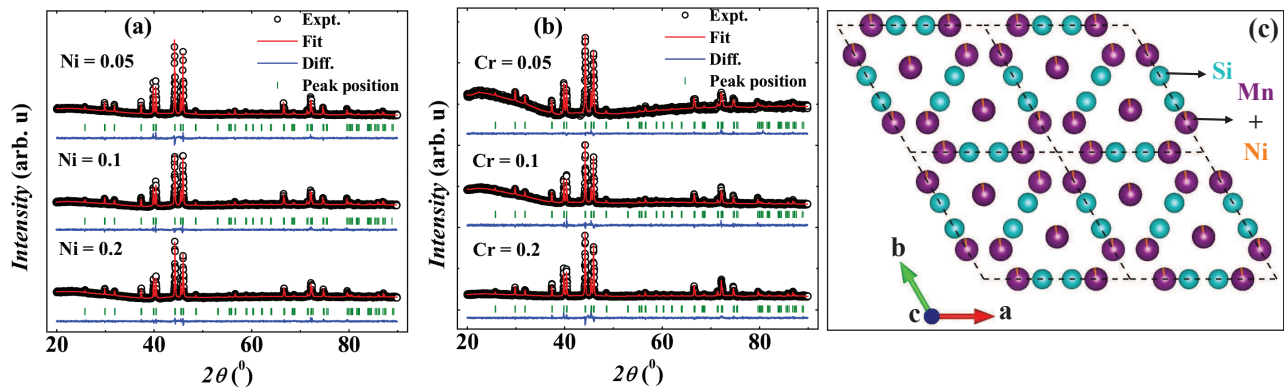 (a)
Expt.
Fit
Diff.
Peak position
Ni = 0.05
Ni = 0.1
Ni = 0.2
Intensity (arb. u)
20 40 60 80
2θ (⁰)
(b)
Expt.
Fit
Diff.
Peak position
Cr = 0.05
Cr = 0.1
Cr = 0.2
Intensity (arb. u)
20 40 60 80
2θ (⁰)
(c)
Si
Mn
+
Ni
b
c
a